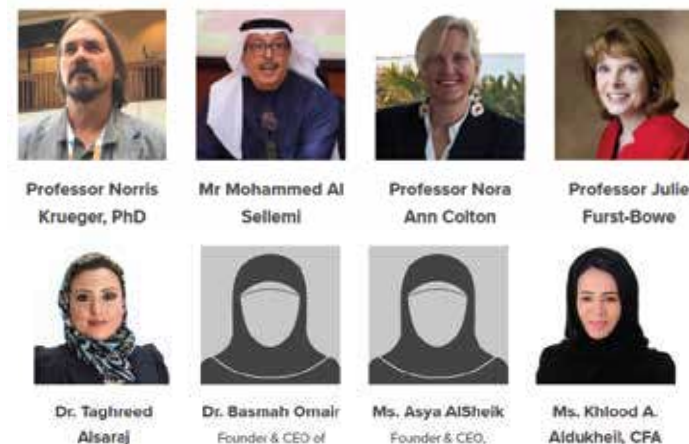 Professor Norris
Krueger, PhD
Mr Mohammed Al
Sellemi
Professor Nora
Ann Colton
Professor Julie
Furst-Bowe
Dr. Taghreed
Alsaraj
Dr. Basmah Omair
Founder & CEO of
Ms. Asya AlSheik
Founder & CEO,
Ms. Khlood A.
Aldukheil, CFA